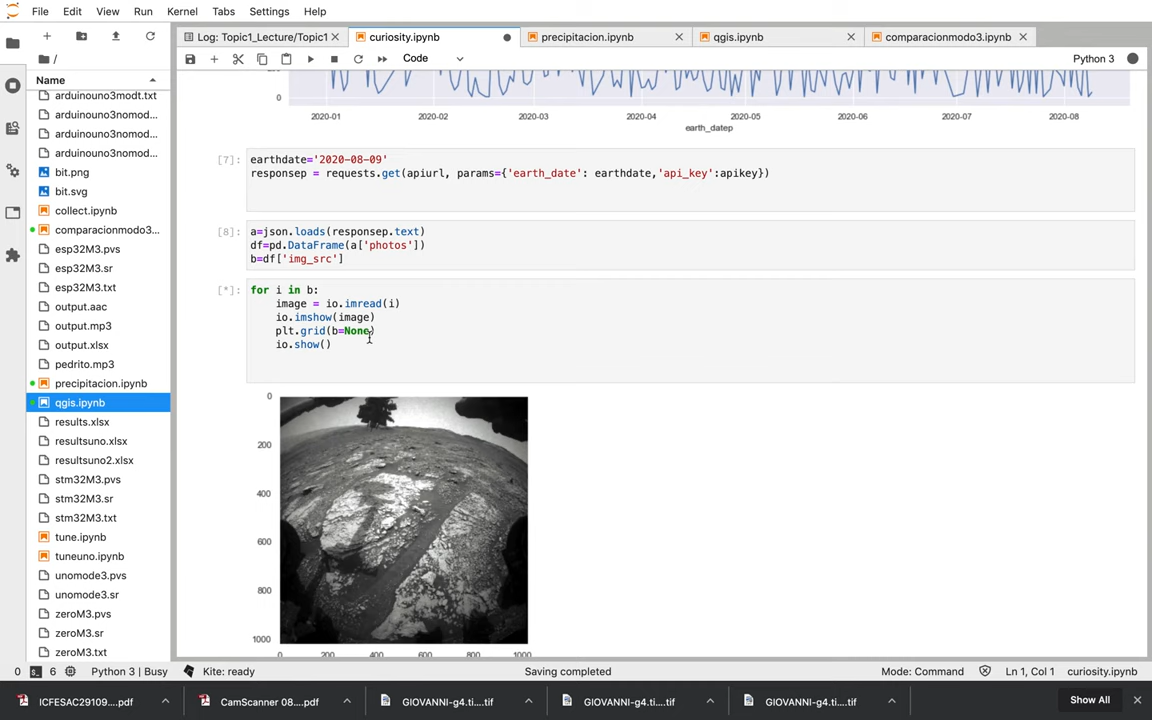 File Edit View Run Kernel Tabs Settings Help
Log: Topic1_Lecture/Topic1
curiosity.ipynb
precipitacion.ipynb
qgis.ipynb
comparacionmodo3.ipynb
/
Code
Python 3
Name
arduinouno3modt.txt
arduinouno3nomod...
arduinouno3nomod...
arduinouno3nomod...
bit.png
bit.svg
collect.ipynb
comparacionmodo3...
esp32M3.pvs
esp32M3.sr
esp32M3.txt
output.aac
output.mp3
output.xlsx
pedrito.mp3
precipitacion.ipynb
qgis.ipynb
results.xlsx
resultsuno.xlsx
resultsuno2.xlsx
stm32M3.pvs
stm32M3.sr
stm32M3.txt
tune.ipynb
tuneuno.ipynb
unomode3.pvs
unomode3.sr
zeroM3.pvs
zeroM3.sr
zeroM3.txt
0
2020-01 2020-02 2020-03 2020-04 2020-05 2020-06 2020-07 2020-08
earth_datep
[7]: earthdate='2020-08-09'
responsep = requests.get(apiurl, params={'earth_date': earthdate,'api_key':apikey})
[8]: a=json.loads(responsep.text)
df=pd.DataFrame(a['photos'])
b=df['img_src']
[*]: for i in b:
image = io.imread(i)
io.imshow(image)
plt.grid(b=None)
io.show()
0
200
400
600
800
1000
0 200 400 600 800 1000
0 6 Python 3 | Busy Kite: ready Saving completed Mode: Command Ln 1, Col 1 curiosity.ipynb
ICFESAC29109....pdf CamScanner 08....pdf GIOVANNI-g4.ti....tif GIOVANNI-g4.ti....tif GIOVANNI-g4.ti....tif Show All